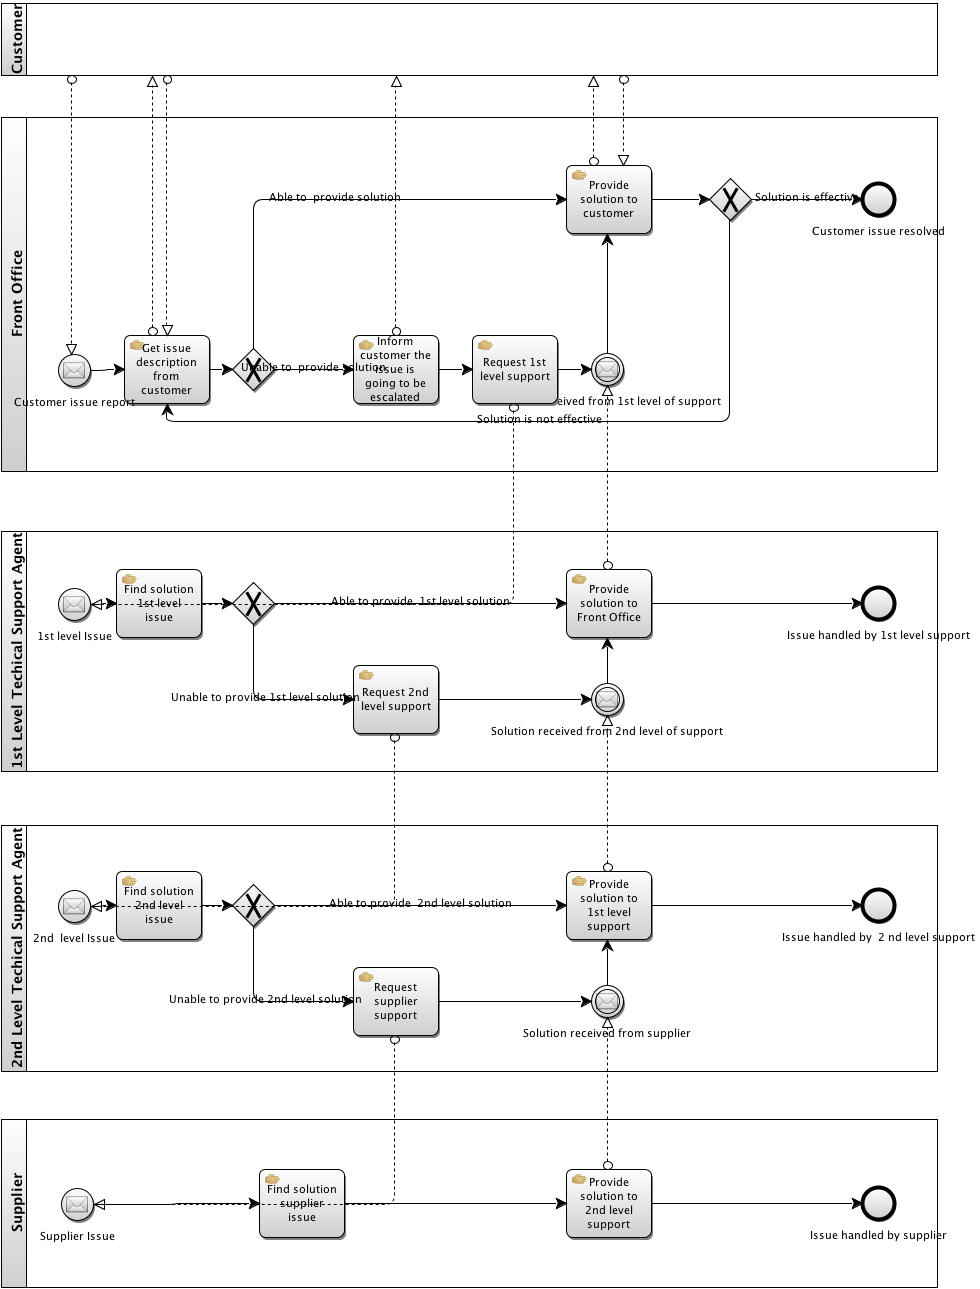 Customer
Front Office
Able to  provide solution
Provide
solution to
customer
Solution is effectiv
Customer issue resolved
Get issue
description
from
customer
Customer issue report
Unable to  provide solution
Inform
customer the
issue is
going to be
escalated
Request 1st
level support
eived from 1st level of support
Solution is not effective
1st Level Techical Support Agent
1st level Issue
Find solution
1st level
issue
Able to provide  1st level solution
Provide
solution to
Front Office
Issue handled by 1st level support
Unable to provide 1st level solution
Request 2nd
level support
Solution received from 2nd level of support
2nd Level Techical Support Agent
2nd  level Issue
Find solution
2nd level
issue
Able to provide  2nd level solution
Provide
solution to
1st level
support
Issue handled by  2 nd level support
Unable to provide 2nd level solution
Request
supplier
support
Solution received from supplier
Supplier
Supplier Issue
Find solution
supplier
issue
Provide
solution to
2nd level
support
Issue handled by supplier